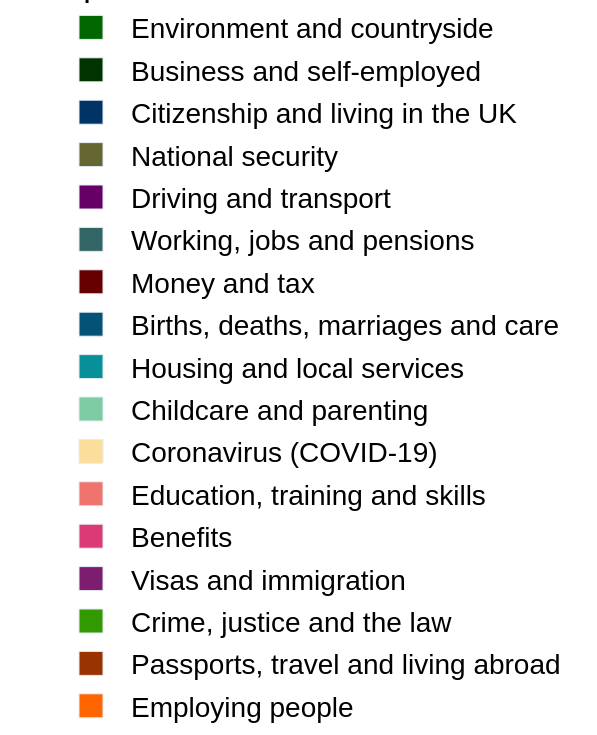 Environment and countryside
Business and self-employed
Citizenship and living in the UK
National security
Driving and transport
Working, jobs and pensions
Money and tax
Births, deaths, marriages and care
Housing and local services
Childcare and parenting
Coronavirus (COVID-19)
Education, training and skills
Benefits
Visas and immigration
Crime, justice and the law
Passports, travel and living abroad
Employing people